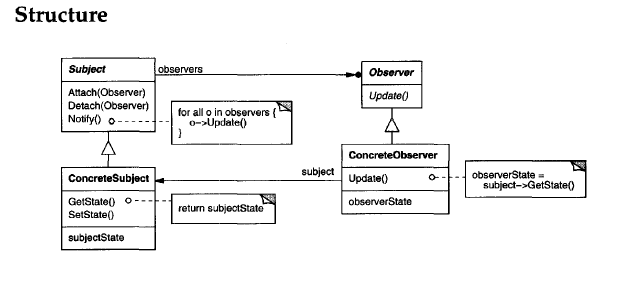 Structure
Subject
Attach(Observer)
Detach(Observer)
Notify()
for all o in observers {
o->Update()
}
observers
Observer
Update()
ConcreteSubject
GetState()
SetState()
subjectState
return subjectState
subject
ConcreteObserver
Update()
observerState
observerState =
subject->GetState()